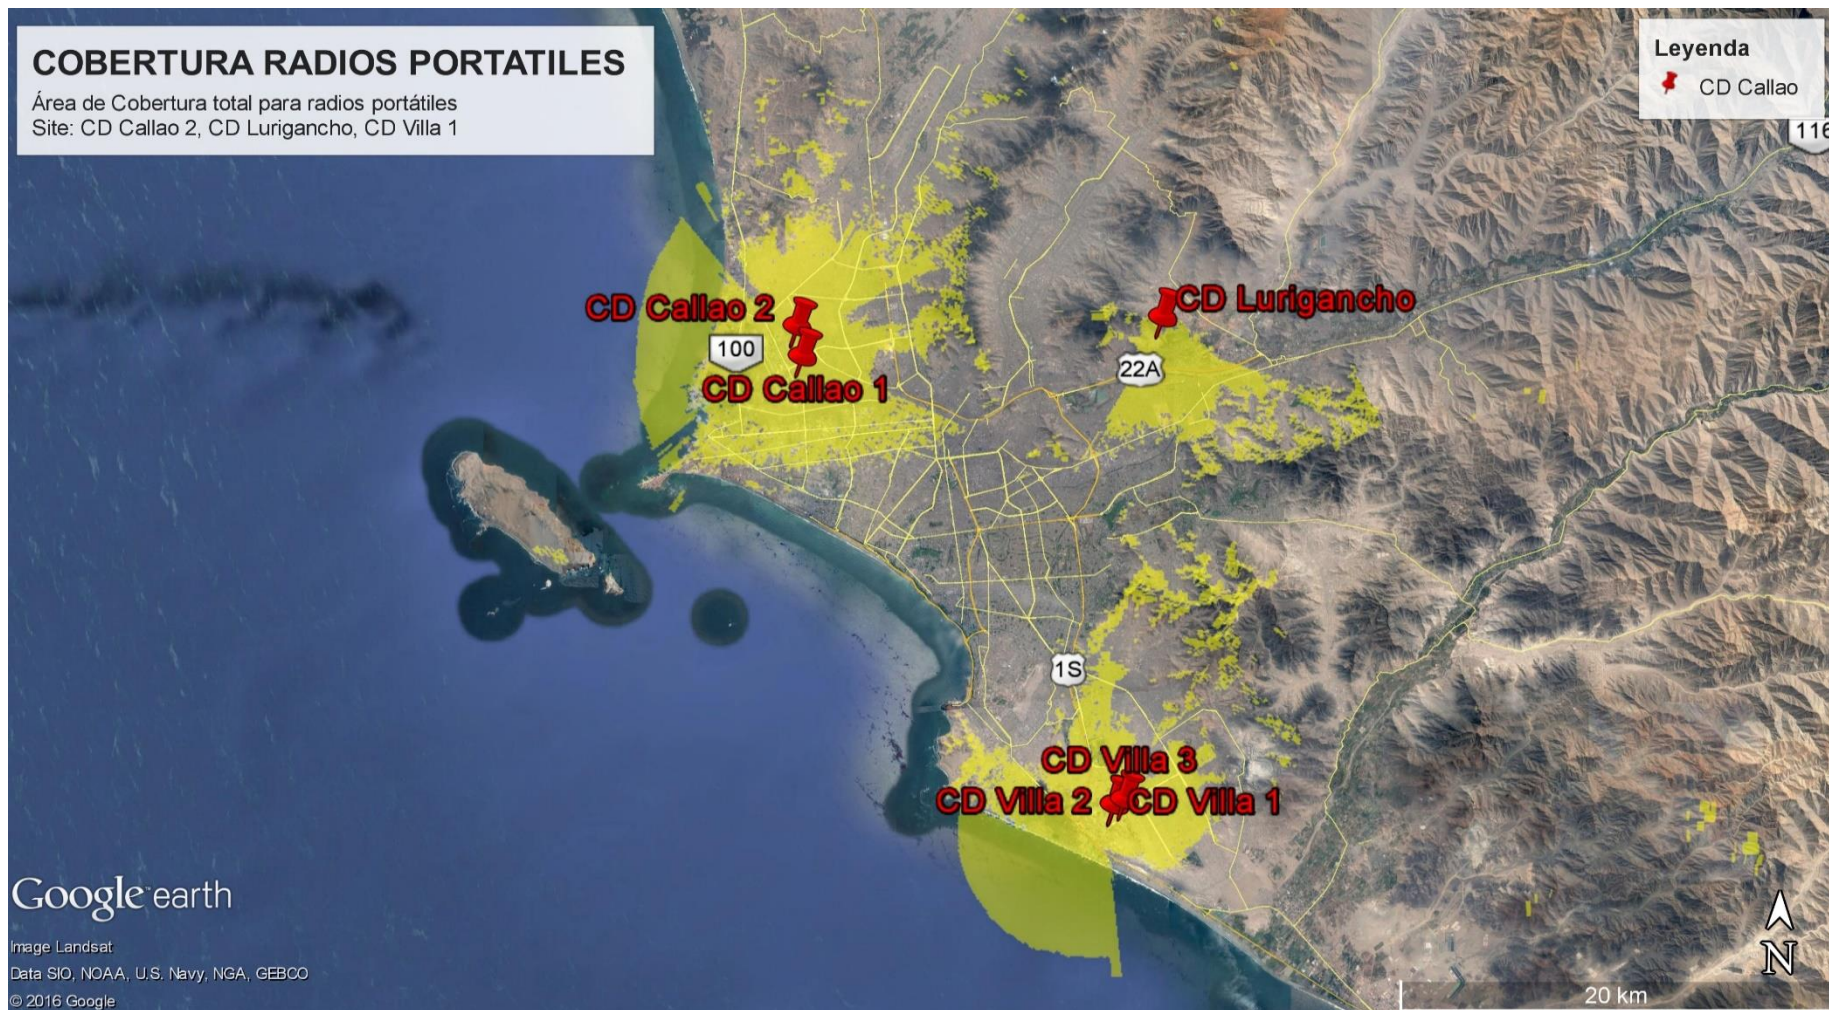 COBERTURA RADIOS PORTATILES
Área de Cobertura total para radios portátiles
Site: CD Callao 2, CD Lurigancho, CD Villa 1
Leyenda
CD Callao
116
CD Callao 2
CD Lurigancho
100
22A
CD Callao 1
1S
CD Villa 3
CD Villa 2
CD Villa 1
Google earth
Image Landsat
Data SIO, NOAA, U.S. Navy, NGA, GEBCO
© 2016 Google
N
20 km